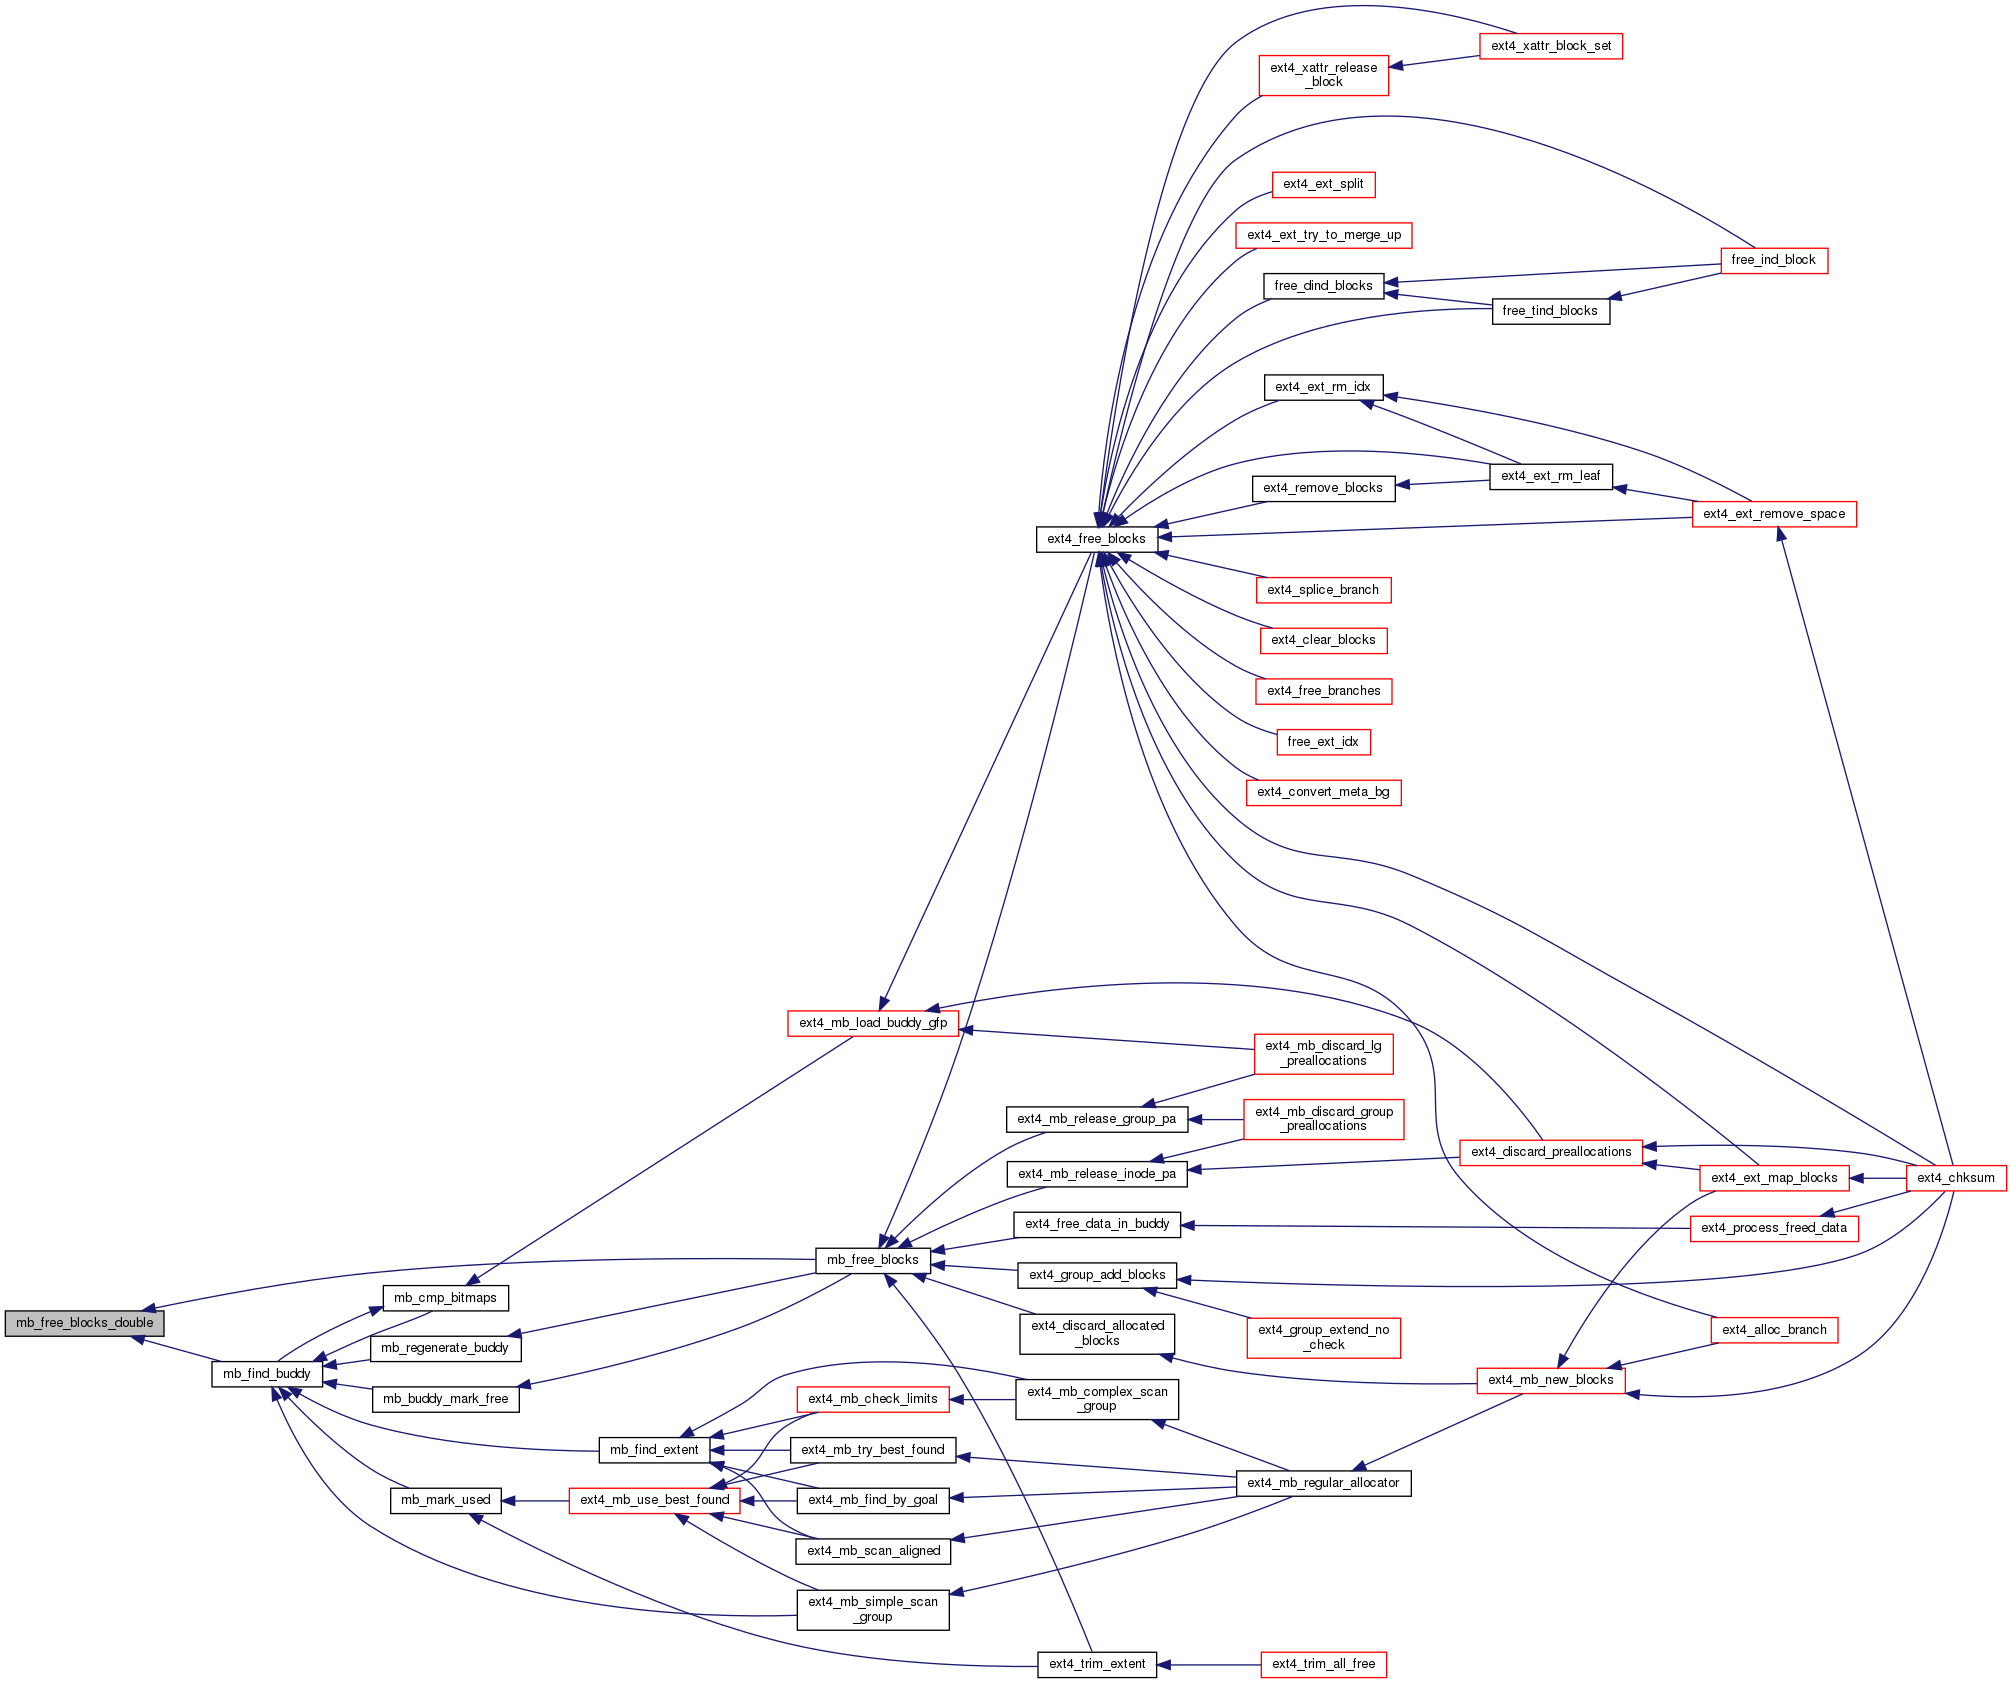 ext4_xattr_block_set
ext4_xattr_release
_block
ext4_ext_split
ext4_ext_try_to_merge_up
free_ind_block
free_dind_blocks
free_tind_blocks
ext4_ext_rm_idx
ext4_ext_rm_leaf
ext4_remove_blocks
ext4_ext_remove_space
ext4_free_blocks
ext4_splice_branch
ext4_clear_blocks
ext4_free_branches
free_ext_idx
ext4_convert_meta_bg
ext4_mb_load_buddy_gfp
ext4_mb_discard_lg
_preallocations
ext4_mb_release_group_pa
ext4_mb_discard_group
_preallocations
ext4_discard_preallocations
ext4_mb_release_inode_pa
ext4_ext_map_blocks
ext4_chksum
ext4_free_data_in_buddy
ext4_process_freed_data
mb_free_blocks
ext4_group_add_blocks
mb_cmp_bitmaps
mb_free_blocks_double
ext4_discard_allocated
_blocks
ext4_group_extend_no
_check
ext4_alloc_branch
mb_regenerate_buddy
mb_find_buddy
ext4_mb_new_blocks
mb_buddy_mark_free
ext4_mb_check_limits
ext4_mb_complex_scan
_group
mb_find_extent
ext4_mb_try_best_found
ext4_mb_regular_allocator
mb_mark_used
ext4_mb_use_best_found
ext4_mb_find_by_goal
ext4_mb_scan_aligned
ext4_mb_simple_scan
_group
ext4_trim_extent
ext4_trim_all_free